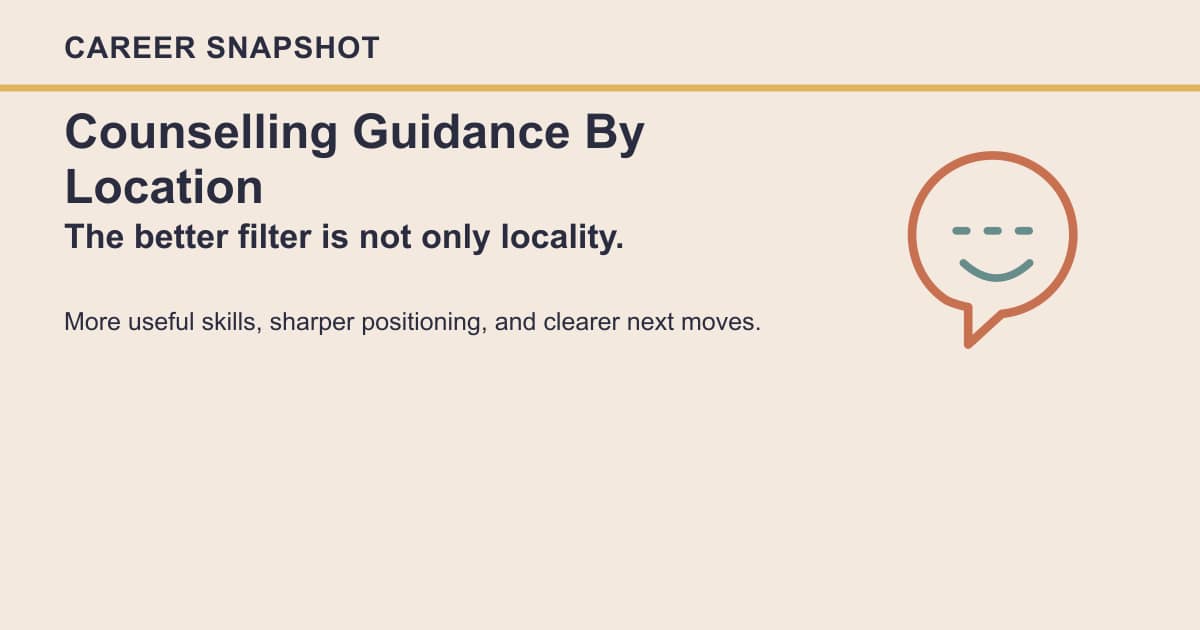 CAREER SNAPSHOT
Counselling Guidance By
Location
The better filter is not only locality.
More useful skills, sharper positioning, and clearer next moves.